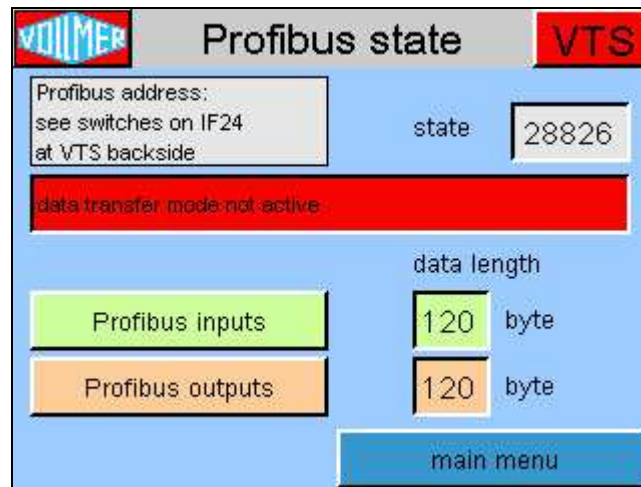 VOLLMER
Profibus state
VTS
Profibus address:
see switches on IF24
at VTS backside
state
28826
data transfer mode not active
data length
Profibus inputs
120
byte
Profibus outputs
120
byte
main menu